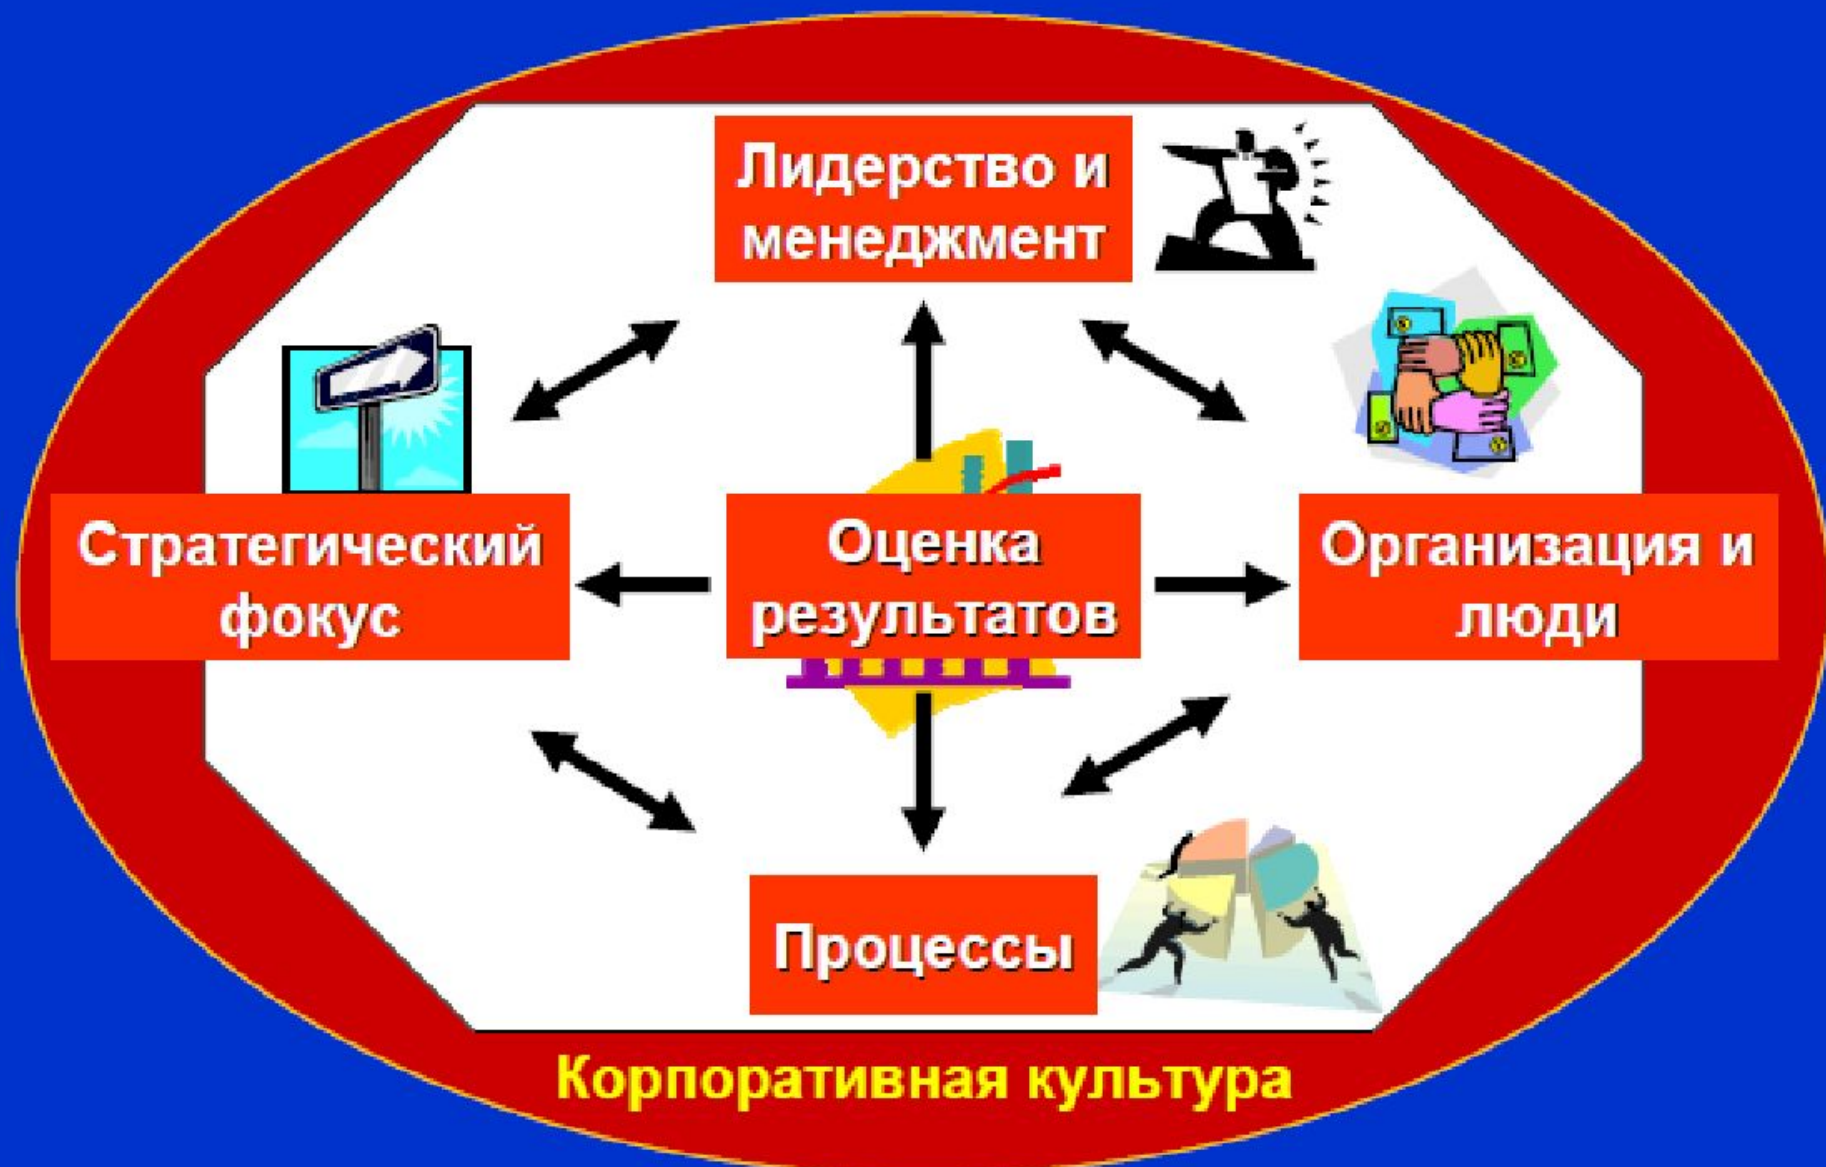 Лидерство и
менеджмент
Стратегический
фокус
Оценка
результатов
Организация и
люди
Процессы
Корпоративная культура